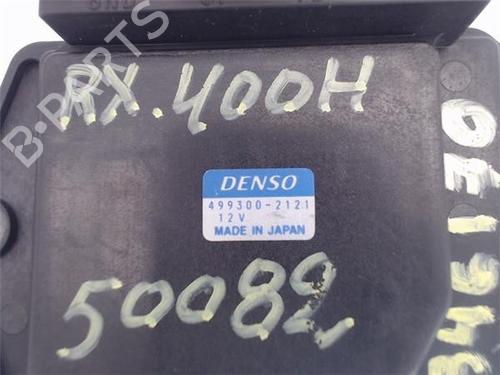 RX.400H
DENSO
499300-2121
12V
MADE IN JAPAN
50082
B-PARTS